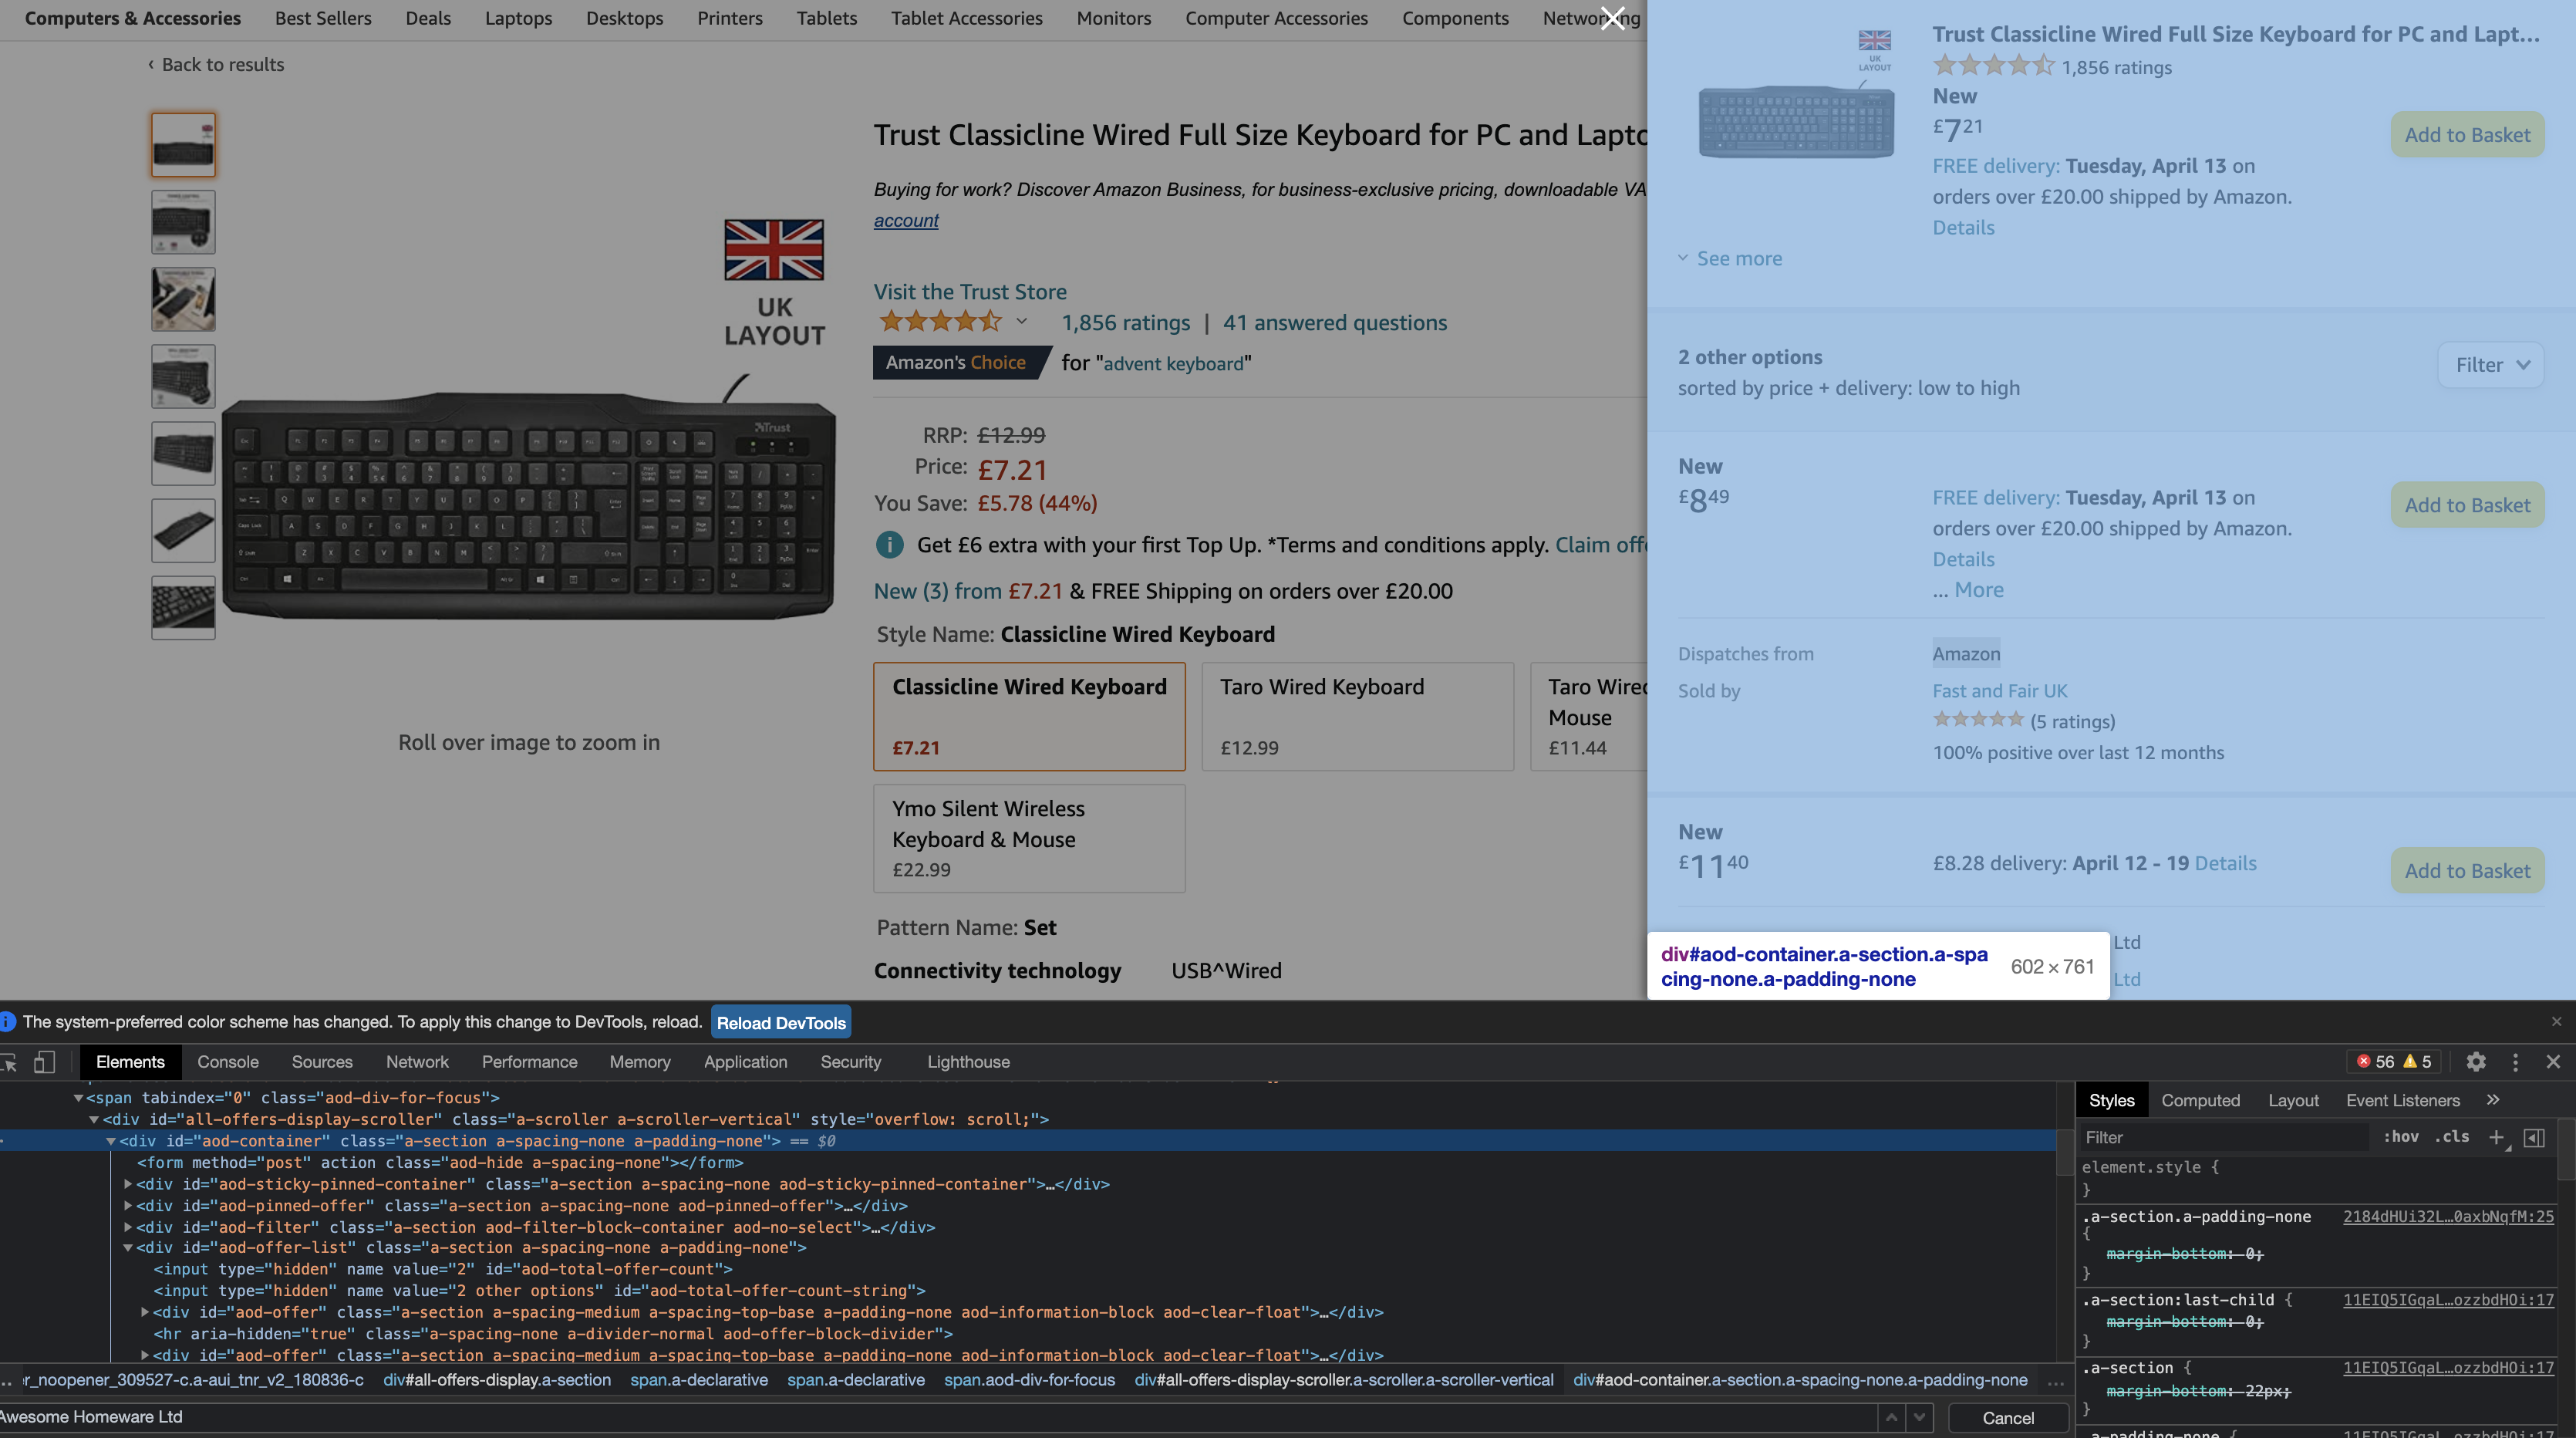 Computers & Accessories Best Sellers Deals Laptops Desktops Printers Tablets Tablet Accessories Monitors Computer Accessories Components Networking
‹ Back to results
Trust Classicline Wired Full Size Keyboard for PC and Lapto
Buying for work? Discover Amazon Business, for business-exclusive pricing, downloadable VA
account
UK
LAYOUT
Visit the Trust Store
1,856 ratings | 41 answered questions
Amazon's Choice for "advent keyboard"
Trust
RRP: £12.99
Price: £7.21
You Save: £5.78 (44%)
Get £6 extra with your first Top Up. *Terms and conditions apply. Claim offe
New (3) from £7.21 & FREE Shipping on orders over £20.00
Style Name: Classicline Wired Keyboard
Classicline Wired Keyboard
£7.21
Taro Wired Keyboard
£12.99
Taro Wired
Mouse
£11.44
Ymo Silent Wireless
Keyboard & Mouse
£22.99
Roll over image to zoom in
Pattern Name: Set
Connectivity technology USB^Wired
UK
LAYOUT
Trust Classicline Wired Full Size Keyboard for PC and Lapt...
1,856 ratings
New
£7 21
FREE delivery: Tuesday, April 13 on
orders over £20.00 shipped by Amazon.
Details
Add to Basket
See more
2 other options
sorted by price + delivery: low to high
Filter
New
£8 49
FREE delivery: Tuesday, April 13 on
orders over £20.00 shipped by Amazon.
Details
... More
Add to Basket
Dispatches from Amazon
Sold by Fast and Fair UK
(5 ratings)
100% positive over last 12 months
New
£11 40
£8.28 delivery: April 12 - 19 Details
Add to Basket
Ltd
Ltd
div#aod-container.a-section.a-spa
cing-none.a-padding-none 602 × 761
The system-preferred color scheme has changed. To apply this change to DevTools, reload. Reload DevTools
Elements Console Sources Network Performance Memory Application Security Lighthouse 56 5
<span tabindex="0" class="aod-div-for-focus">
<div id="all-offers-display-scroller" class="a-scroller a-scroller-vertical" style="overflow: scroll;">
<div id="aod-container" class="a-section a-spacing-none a-padding-none"> == $0
<form method="post" action class="aod-hide a-spacing-none"></form>
<div id="aod-sticky-pinned-container" class="a-section a-spacing-none aod-sticky-pinned-container">…</div>
<div id="aod-pinned-offer" class="a-section a-spacing-none aod-pinned-offer">…</div>
<div id="aod-filter" class="a-section aod-filter-block-container aod-no-select">…</div>
<div id="aod-offer-list" class="a-section a-spacing-none a-padding-none">
<input type="hidden" name value="2" id="aod-total-offer-count">
<input type="hidden" name value="2 other options" id="aod-total-offer-count-string">
<div id="aod-offer" class="a-section a-spacing-medium a-spacing-top-base a-padding-none aod-information-block aod-clear-float">…</div>
<hr aria-hidden="true" class="a-spacing-none a-divider-normal aod-offer-block-divider">
<div id="aod-offer" class="a-section a-spacing-medium a-spacing-top-base a-padding-none aod-information-block aod-clear-float">…</div>
.. er_noopener_309527-c.a-aui_tnr_v2_180836-c div#all-offers-display.a-section span.a-declarative span.a-declarative span.aod-div-for-focus div#all-offers-display-scroller.a-scroller.a-scroller-vertical div#aod-container.a-section.a-spacing-none.a-padding-none ...
Awesome Homeware Ltd Cancel
Styles Computed Layout Event Listeners »
Filter :hov .cls +
element.style {
}
.a-section.a-padding-none 2184dHUi32L…0axbNqfM:25
{
margin-bottom: 0;
}
.a-section:last-child { 11EIQ5IGqaL…ozzbdHOi:17
margin-bottom: 0;
}
.a-section { 11EIQ5IGqaL…ozzbdHOi:17
margin-bottom: 22px;
}
.a-padding-none { 11EIQ5IGqaL…ozzbdHOi:17